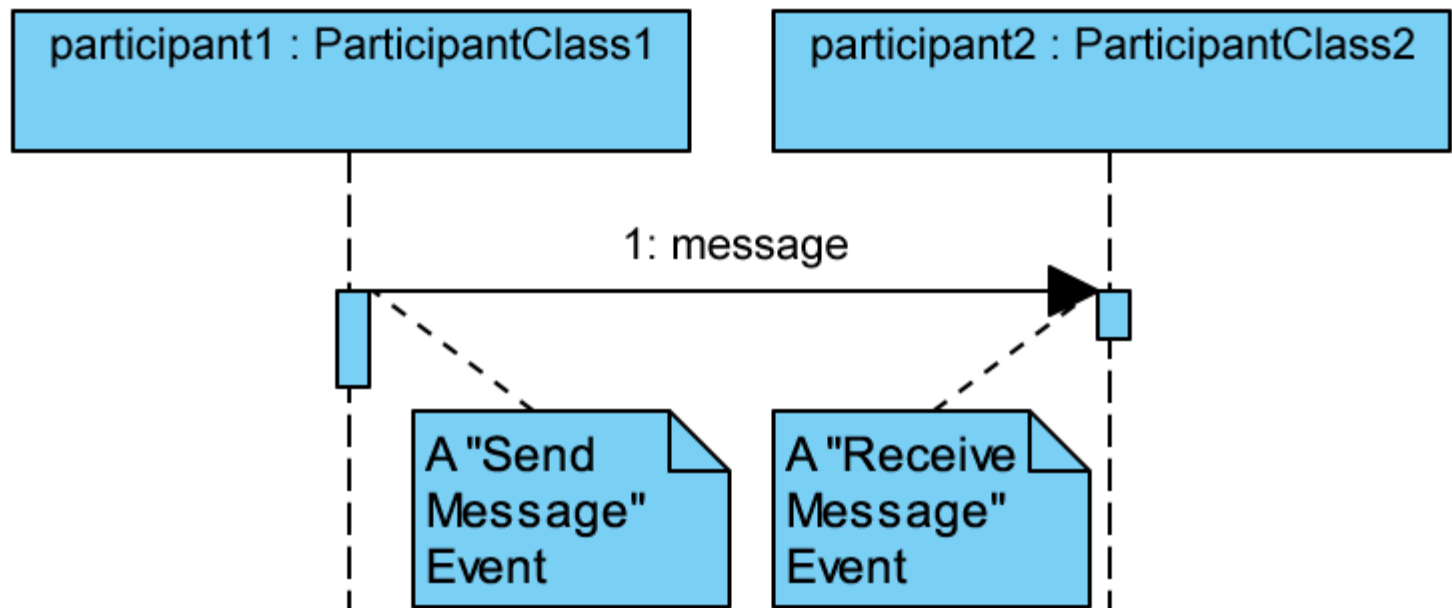 participant1 : ParticipantClass1
participant2 : ParticipantClass2
1: message
A "Send
Message"
Event
A "Receive
Message"
Event